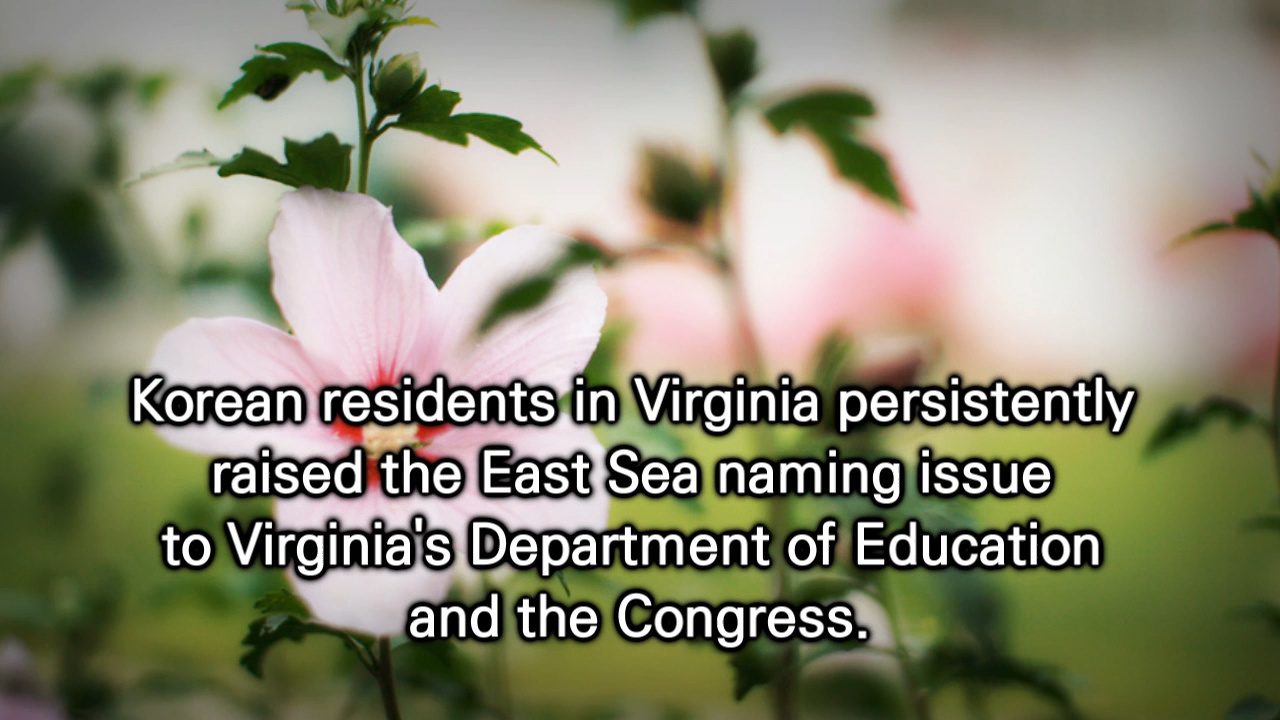 Korean residents in Virginia persistently
raised the East Sea naming issue
to Virginia's Department of Education
and the Congress.